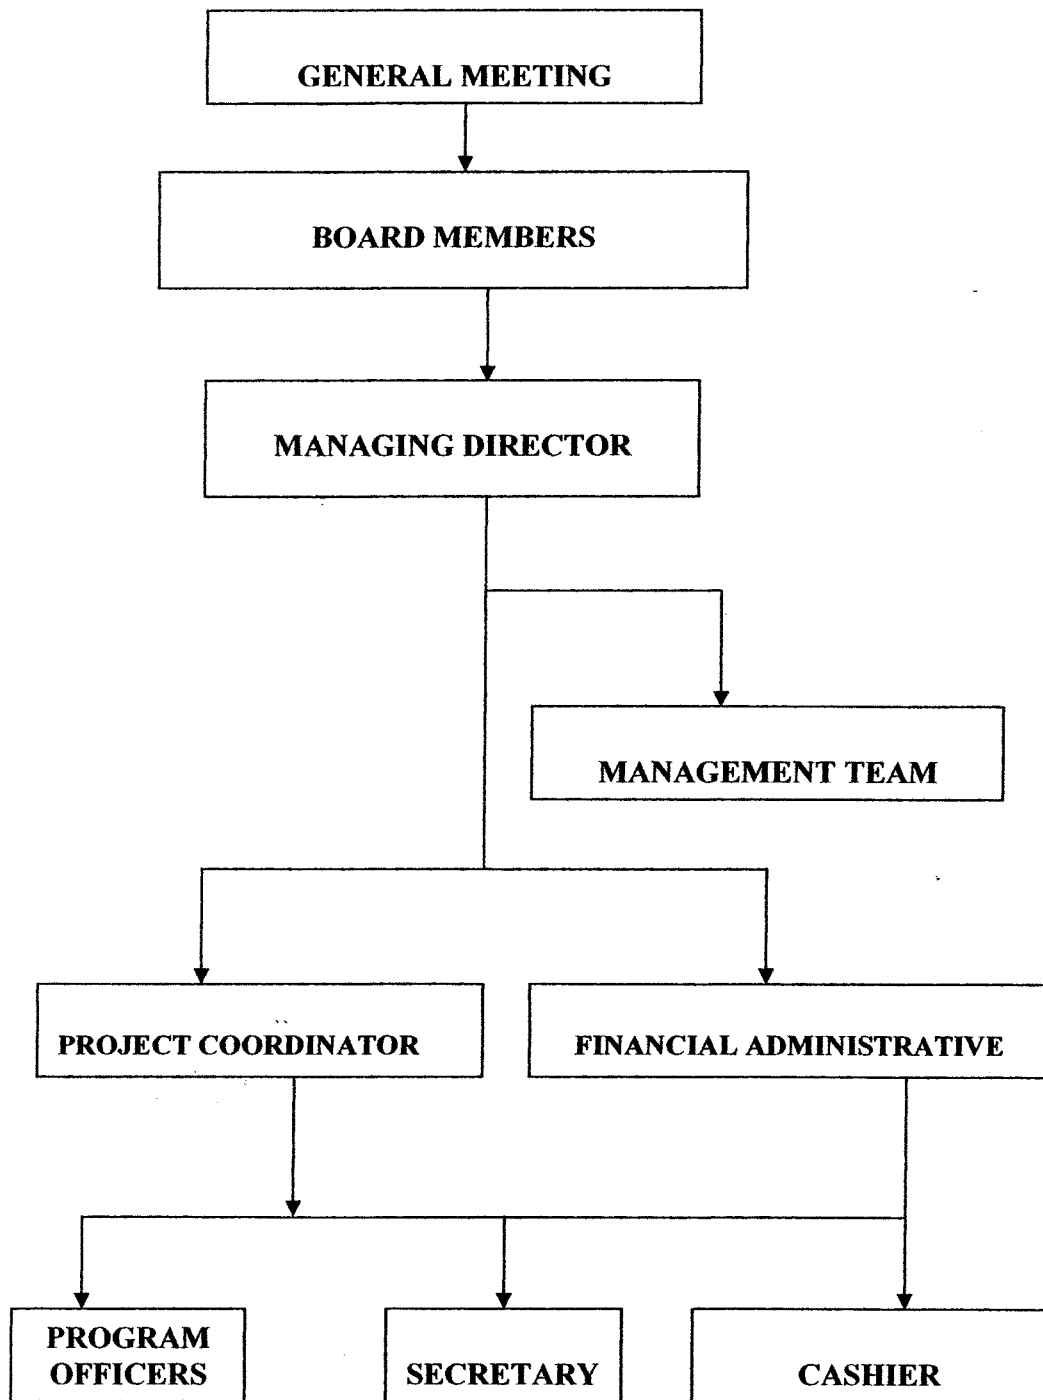 GENERAL MEETING
BOARD MEMBERS
MANAGING DIRECTOR
MANAGEMENT TEAM
PROJECT COORDINATOR
FINANCIAL ADMINISTRATIVE
PROGRAM
OFFICERS
SECRETARY
CASHIER